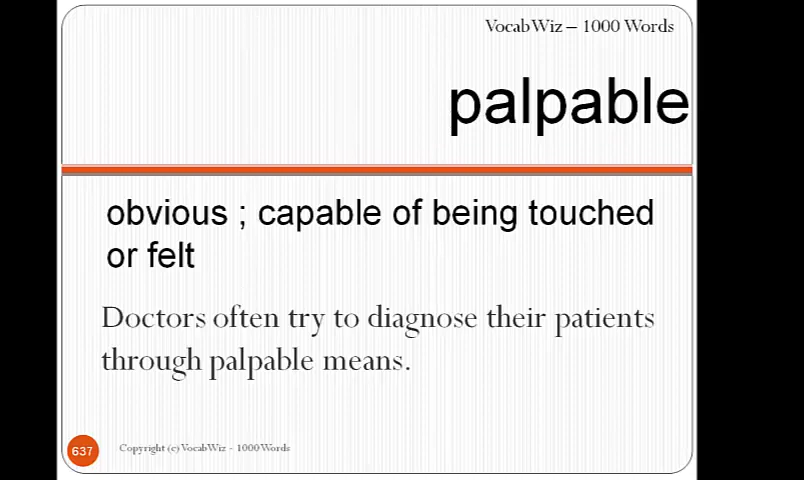 VocabWiz – 1000 Words
palpable
obvious ; capable of being touched
or felt
Doctors often try to diagnose their patients
through palpable means.
637
Copyright (c) VocabWiz - 1000 Words